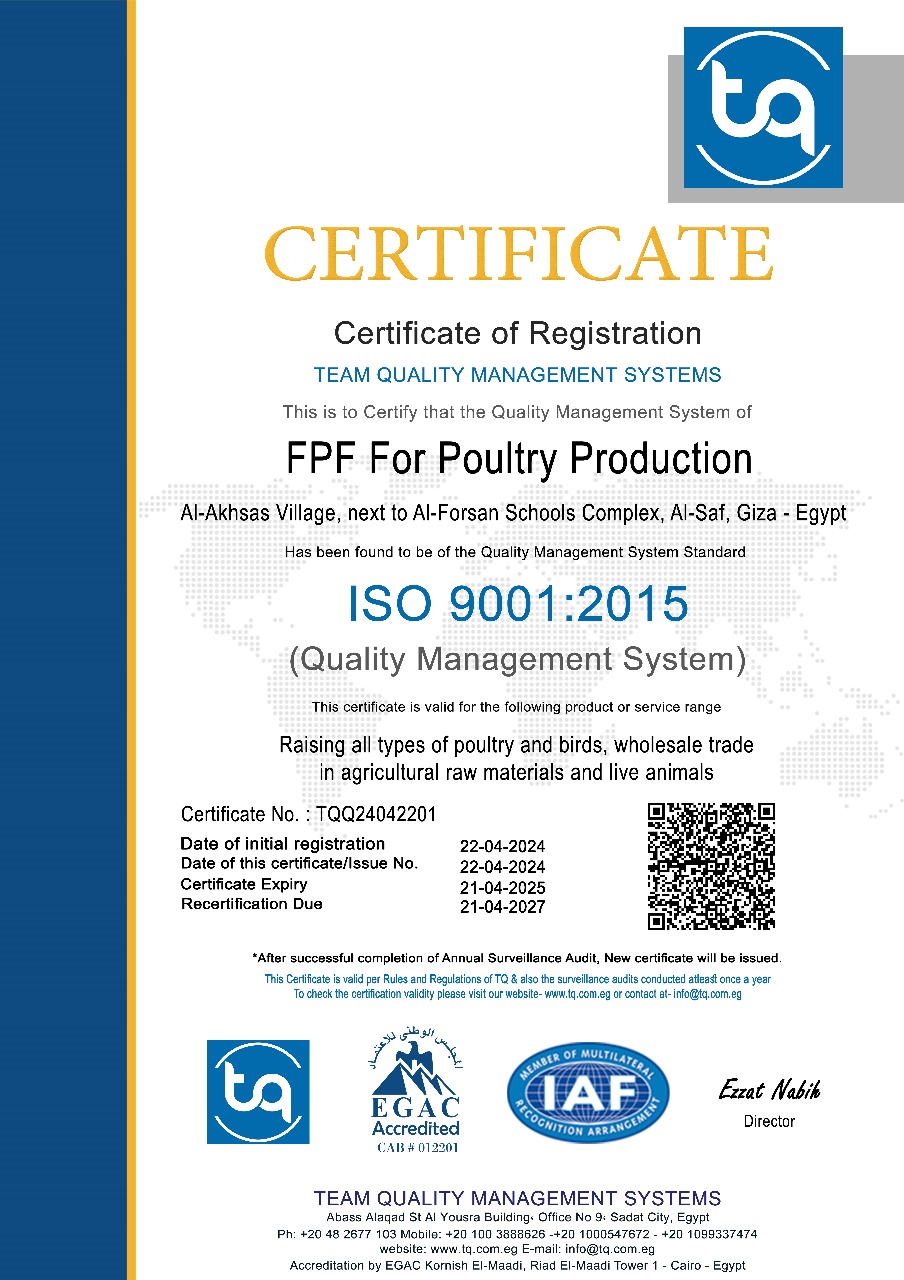 tq
CERTIFICATE
Certificate of Registration
TEAM QUALITY MANAGEMENT SYSTEMS
This is to Certify that the Quality Management System of
FPF For Poultry Production
Al-Akhsas Village, next to Al-Forsan Schools Complex, Al-Saf, Giza - Egypt
Has been found to be of the Quality Management System Standard
ISO 9001:2015
(Quality Management System)
This certificate is valid for the following product or service range
Raising all types of poultry and birds, wholesale trade
in agricultural raw materials and live animals
Certificate No. : TQQ24042201
Date of initial registration 22-04-2024
Date of this certificate/Issue No. 22-04-2024
Certificate Expiry 21-04-2025
Recertification Due 21-04-2027
*After successful completion of Annual Surveillance Audit, New certificate will be issued.
This Certificate is valid per Rules and Regulations of TQ & also the surveillance audits conducted atleast once a year
To check the certification validity please visit our website- www.tq.com.eg or contact at- info@tq.com.eg
tq
المجلس الوطنى للاعتماد
EGAC
Accredited
CAB # 012201
MEMBER OF MULTILATERAL
IAF
RECOGNITION ARRANGEMENT
Ezzat Nabih
Director
TEAM QUALITY MANAGEMENT SYSTEMS
Abass Alaqad St Al Yousra Building، Office No 9، Sadat City, Egypt
Ph: +20 48 2677 103 Mobile: +20 100 3888626 -+20 1000547672 - +20 1099337474
website: www.tq.com.eg E-mail: info@tq.com.eg
Accreditation by EGAC Kornish El-Maadi, Riad El-Maadi Tower 1 - Cairo - Egypt